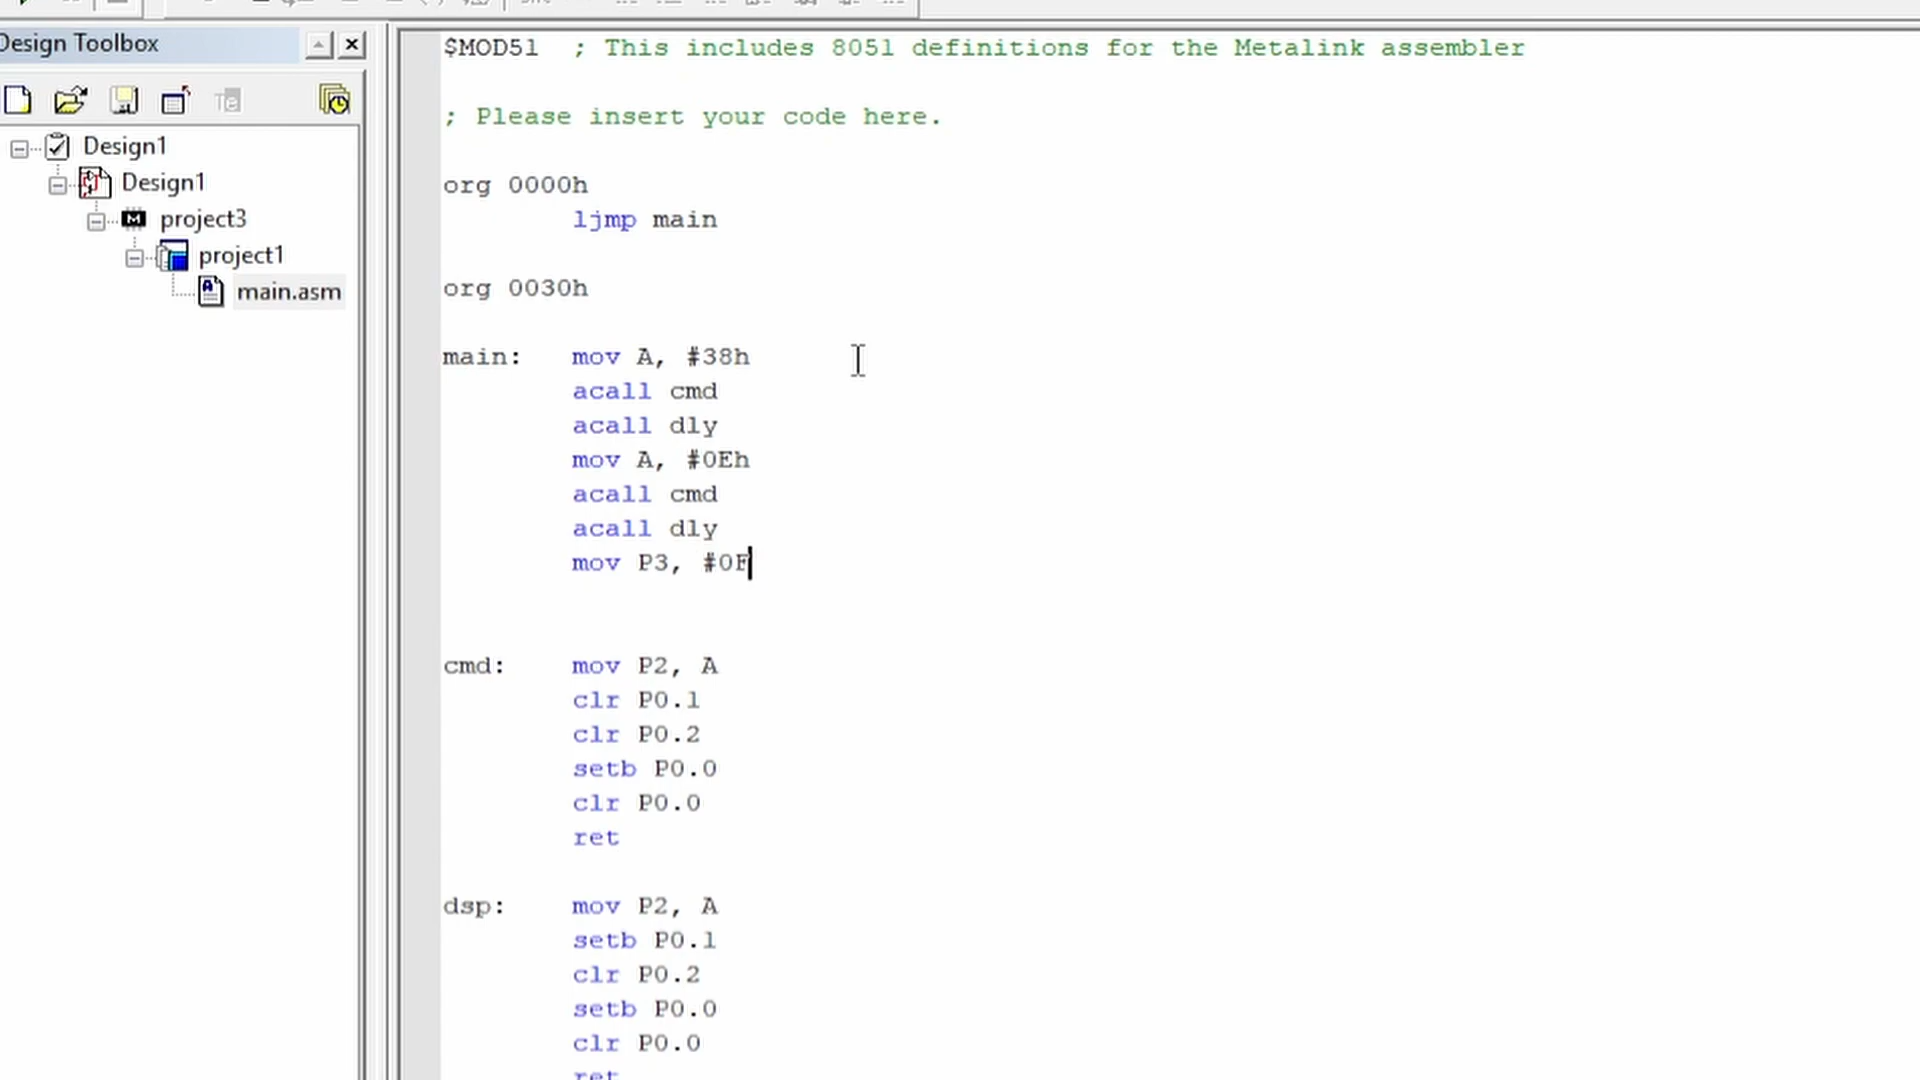 Design Toolbox
Design1
Design1
project3
project1
main.asm
$MOD51  ; This includes 8051 definitions for the Metalink assembler
; Please insert your code here.
org 0000h
ljmp main
org 0030h
main:   mov A, #38h
acall cmd
acall dly
mov A, #0Eh
acall cmd
acall dly
mov P3, #0F
cmd:    mov P2, A
clr P0.1
clr P0.2
setb P0.0
clr P0.0
ret
dsp:    mov P2, A
setb P0.1
clr P0.2
setb P0.0
clr P0.0
ret